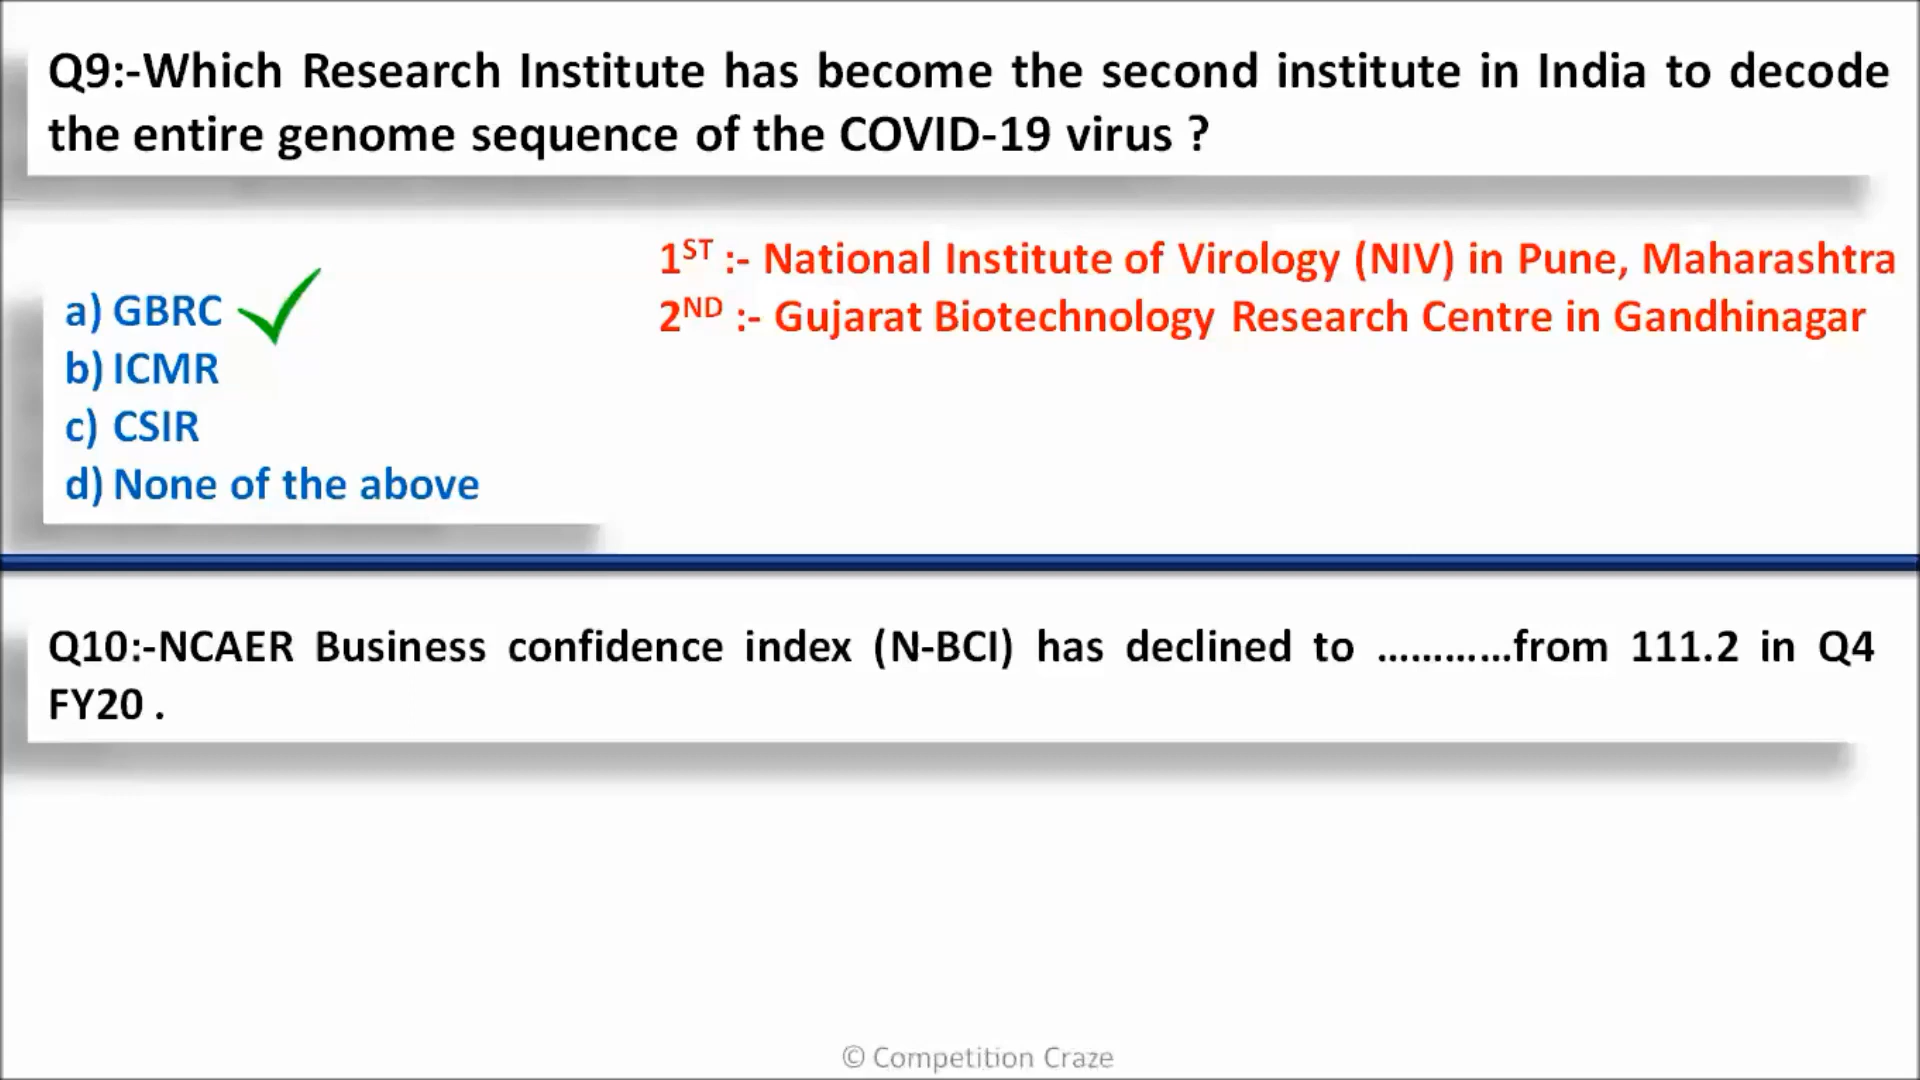 Q9:-Which Research Institute has become the second institute in India to decode
the entire genome sequence of the COVID-19 virus ?
1ST :- National Institute of Virology (NIV) in Pune, Maharashtra
2ND :- Gujarat Biotechnology Research Centre in Gandhinagar
a) GBRC
b) ICMR
c) CSIR
d) None of the above
Q10:-NCAER Business confidence index (N-BCI) has declined to ............from 111.2 in Q4
FY20 .
© Competition Craze